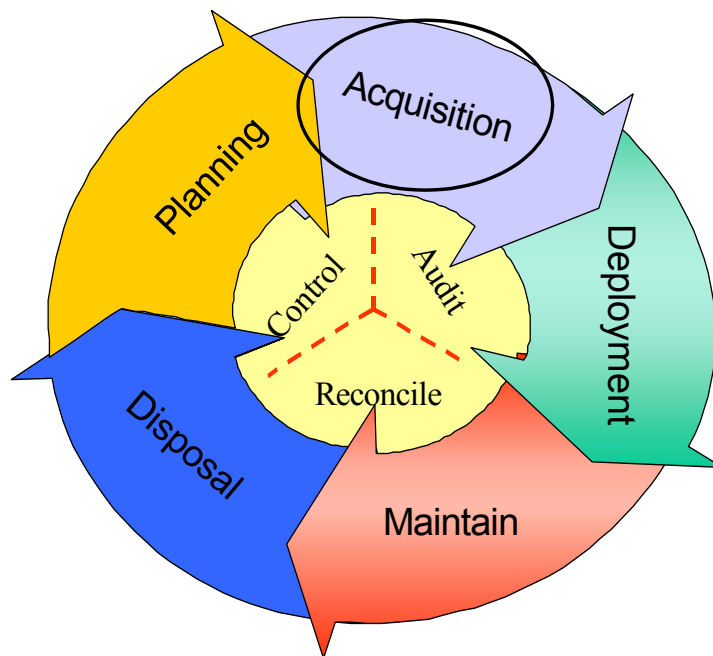 Acquisition
Planning
Deployment
Control
Audit
Reconcile
Disposal
Maintain